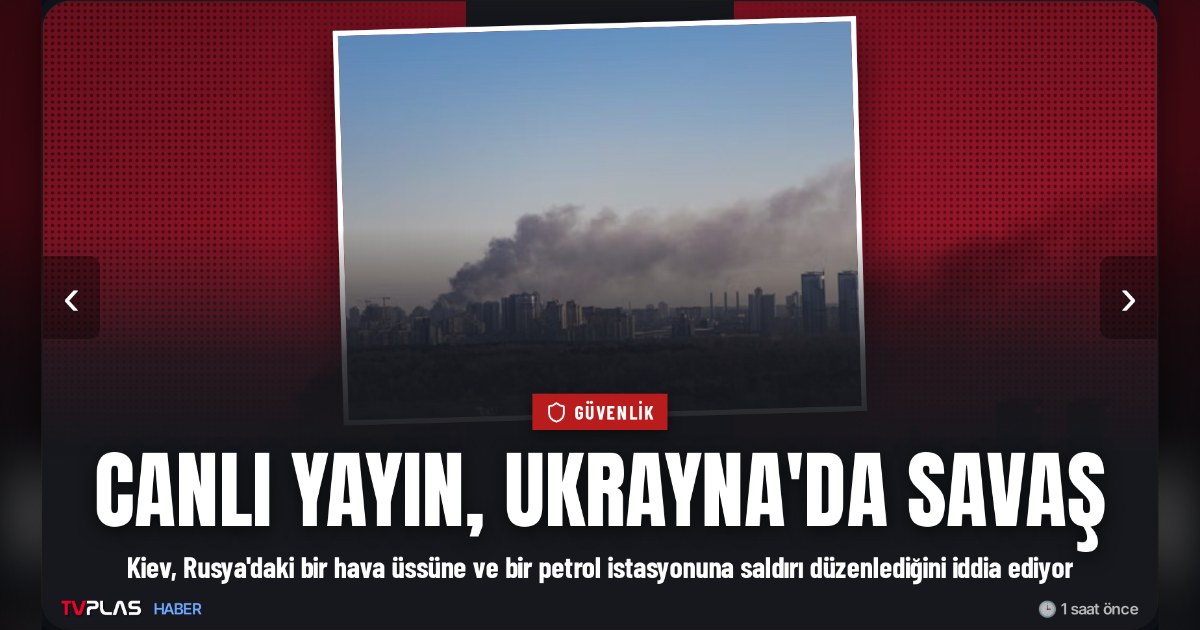 GÜVENLİK
CANLI YAYIN, UKRAYNA'DA SAVAŞ
Kiev, Rusya'daki bir hava üssüne ve bir petrol istasyonuna saldırı düzenlediğini iddia ediyor
TVPLAS HABER
1 saat önce